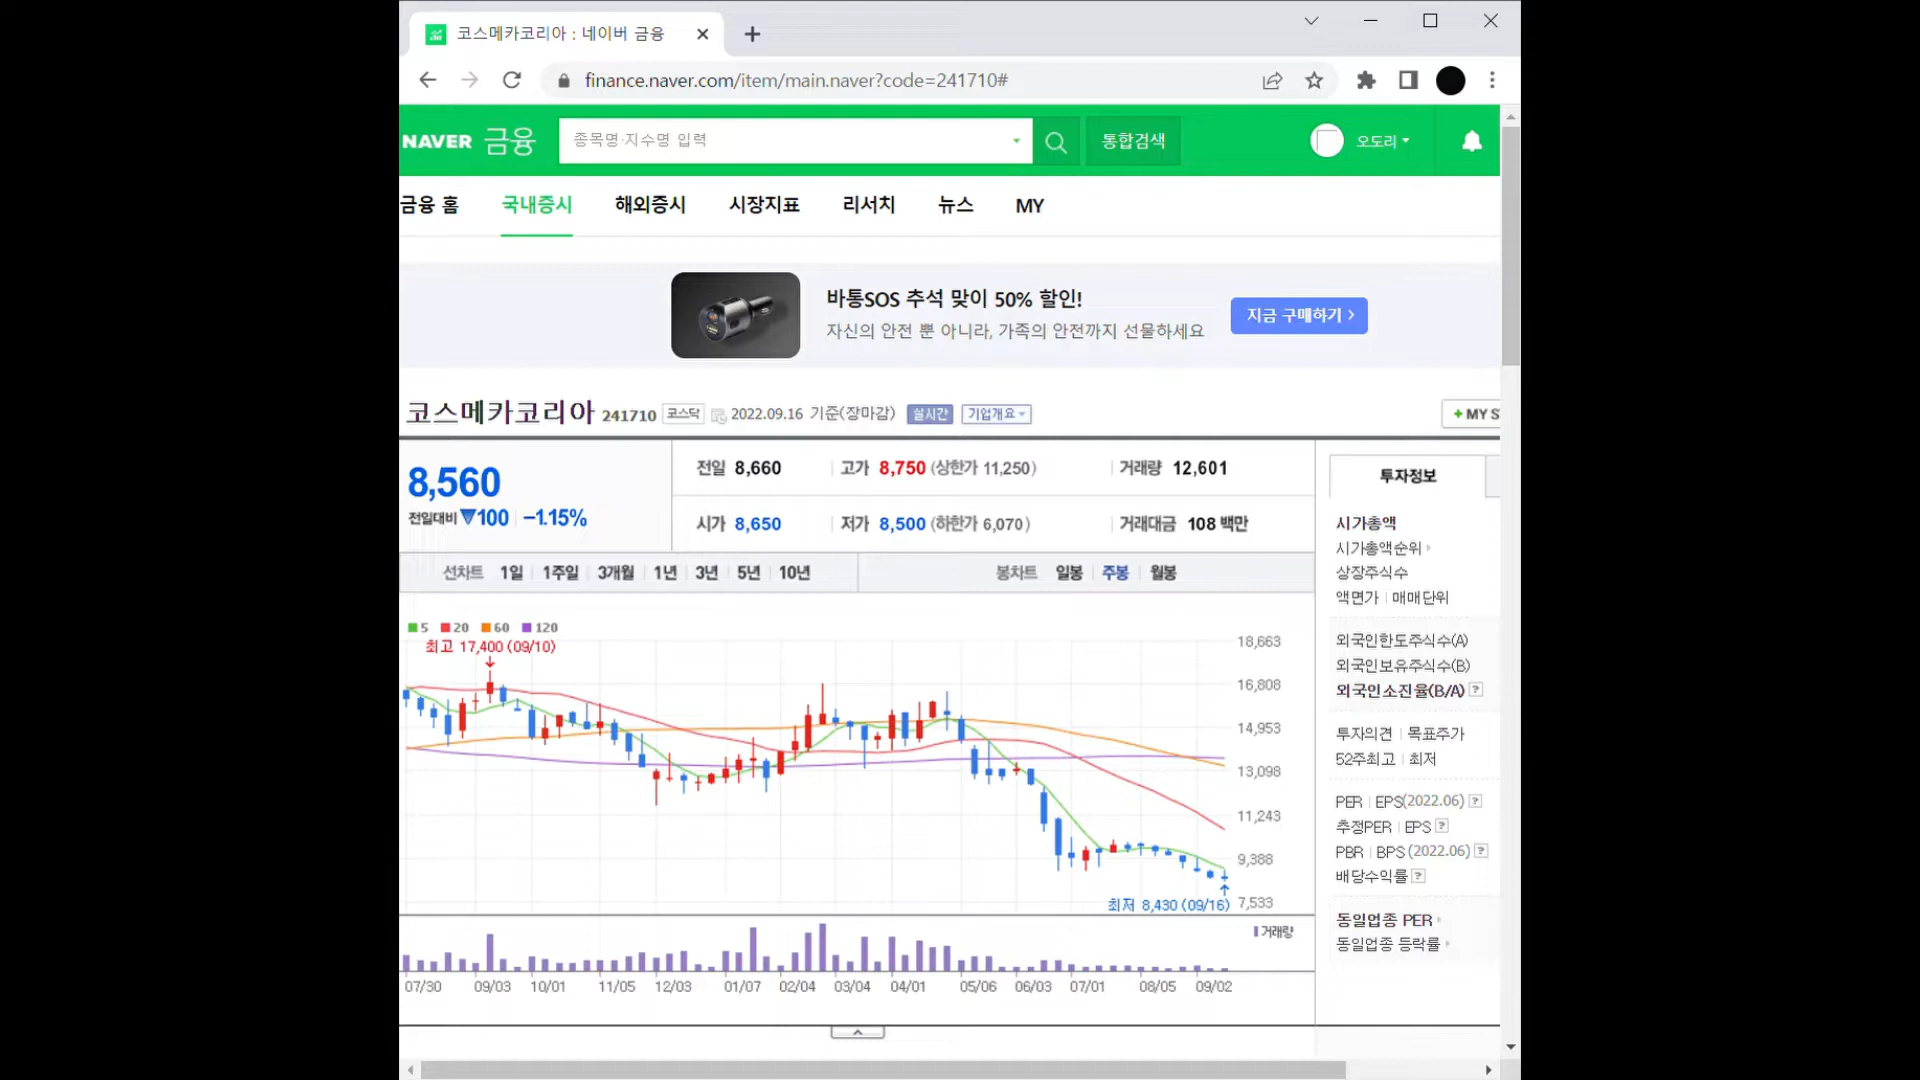 코스메카코리아 : 네이버 금융
finance.naver.com/item/main.naver?code=241710#
NAVER 금융
종목명·지수명 입력
통합검색
오도리
금융 홈 국내증시 해외증시 시장지표 리서치 뉴스 MY
바통SOS 추석 맞이 50% 할인!
자신의 안전 뿐 아니라, 가족의 안전까지 선물하세요
지금 구매하기 >
코스메카코리아 241710 코스닥 2022.09.16 기준(장마감) 실시간 기업개요
+ MY S
8,560
전일대비 ▼100 -1.15%
전일 8,660 고가 8,750 (상한가 11,250) 거래량 12,601
시가 8,650 저가 8,500 (하한가 6,070) 거래대금 108 백만
선차트 1일 1주일 3개월 1년 3년 5년 10년 봉차트 일봉 주봉 월봉
5 20 60 120
최고 17,400 (09/10)
18,663
16,808
14,953
13,098
11,243
9,388
7,533
최저 8,430 (09/16)
거래량
07/30 09/03 10/01 11/05 12/03 01/07 02/04 03/04 04/01 05/06 06/03 07/01 08/05 09/02
투자정보
시가총액
시가총액순위
상장주식수
액면가 | 매매단위
외국인한도주식수(A)
외국인보유주식수(B)
외국인소진율(B/A) ?
투자의견 | 목표주가
52주최고 | 최저
PER | EPS(2022.06) ?
추정PER | EPS ?
PBR | BPS (2022.06) ?
배당수익률 ?
동일업종 PER
동일업종 등락률